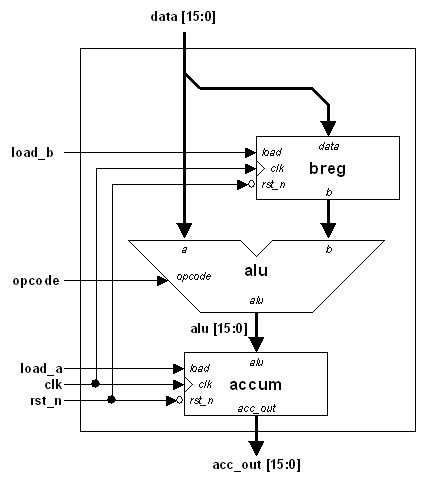 data [15:0]
load_b
load
data
clk
breg
rst_n
b
a
b
opcode
alu
opcode
alu
alu [15:0]
load_a
load
alu
clk
clk
accum
rst_n
rst_n
acc_out
acc_out [15:0]